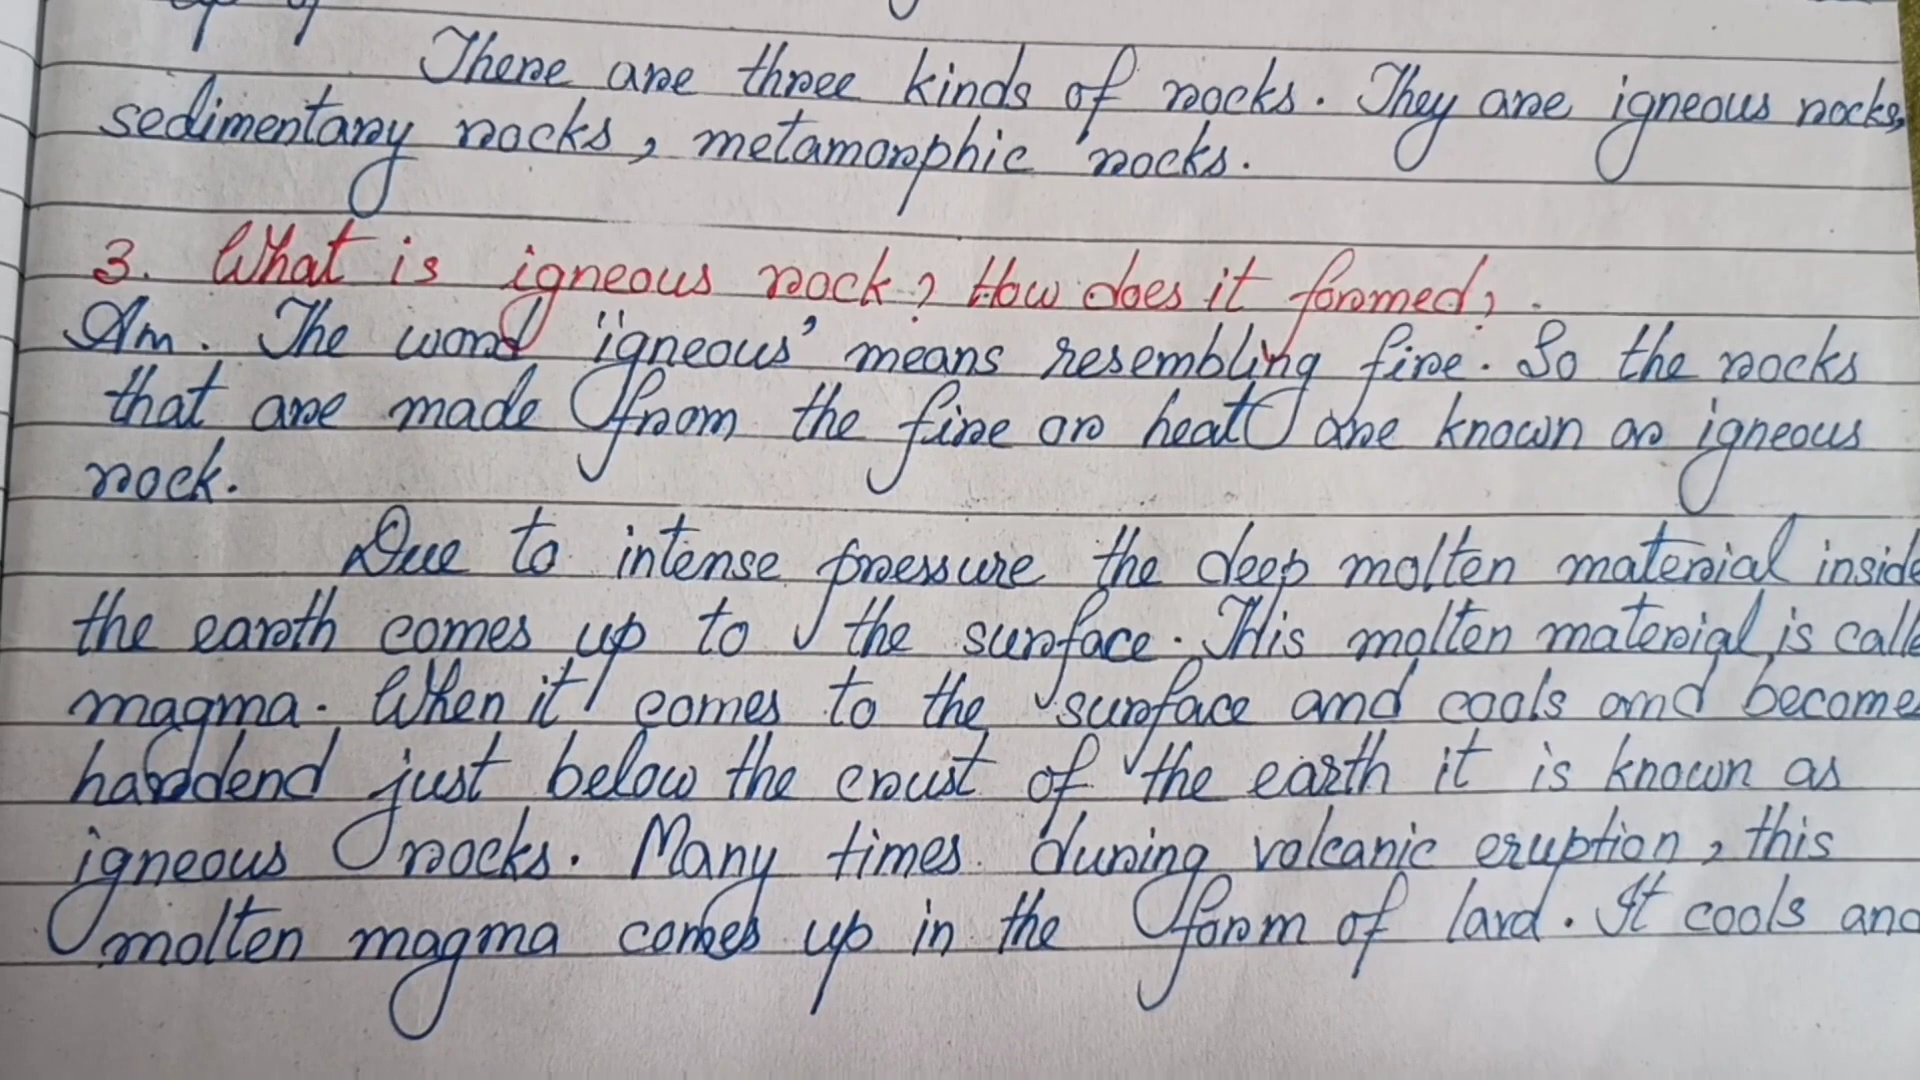 There are three kinds of rocks. They are igneous rocks,
sedimentary rocks, metamorphic rocks.
3. What is igneous rock? How does it formed?
An. The word "igneous' means resembling fire. So the rocks
that are made from the fire or heat are known as igneous
rock.
Due to intense pressure the deep molten material inside
the earth comes up to the surface. This molten material is calle
magma. When it comes to the surface and cools and become
harddend just below the crust of the earth it is known as
igneous rocks. Many times during volcanic eruption, this
molten magma comes up in the form of lard. It cools and